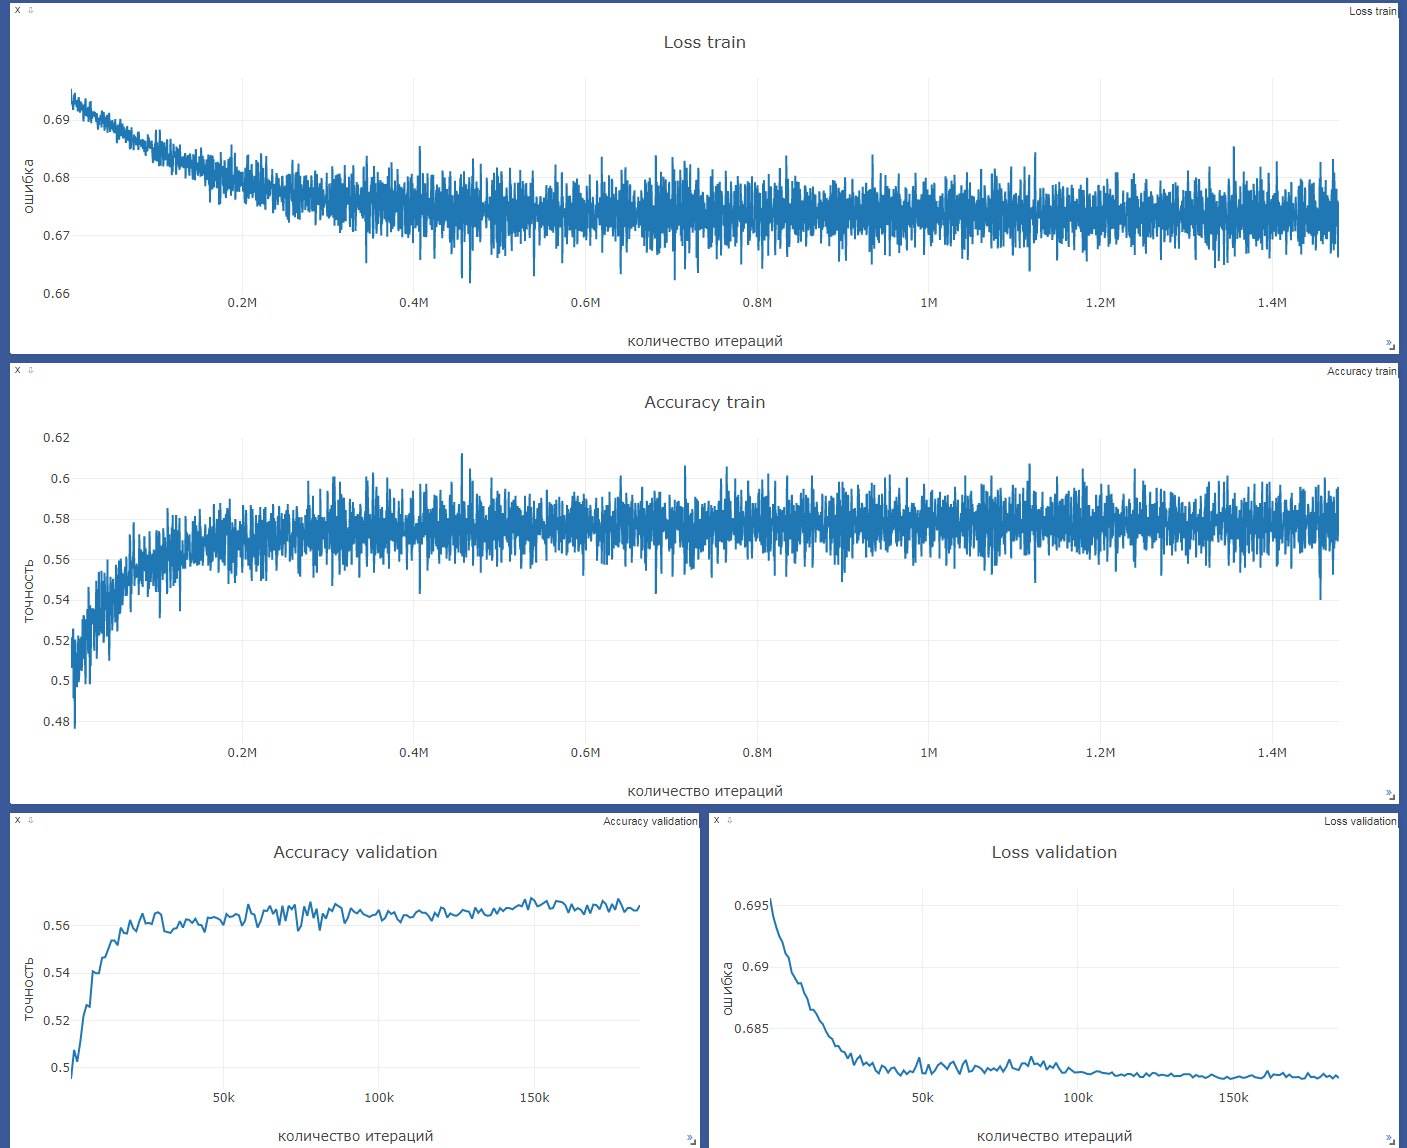 X ⇩ Loss train
Loss train
ошибка
0.69
0.68
0.67
0.66
0.2M 0.4M 0.6M 0.8M 1M 1.2M 1.4M
количество итераций
»
X ⇩ Accuracy train
Accuracy train
точность
0.62
0.6
0.58
0.56
0.54
0.52
0.5
0.48
0.2M 0.4M 0.6M 0.8M 1M 1.2M 1.4M
количество итераций
»
X ⇩ Accuracy validation
Accuracy validation
точность
0.56
0.54
0.52
0.5
50k 100k 150k
количество итераций
»
X ⇩ Loss validation
Loss validation
ошибка
0.695
0.69
0.685
50k 100k 150k
количество итераций
»